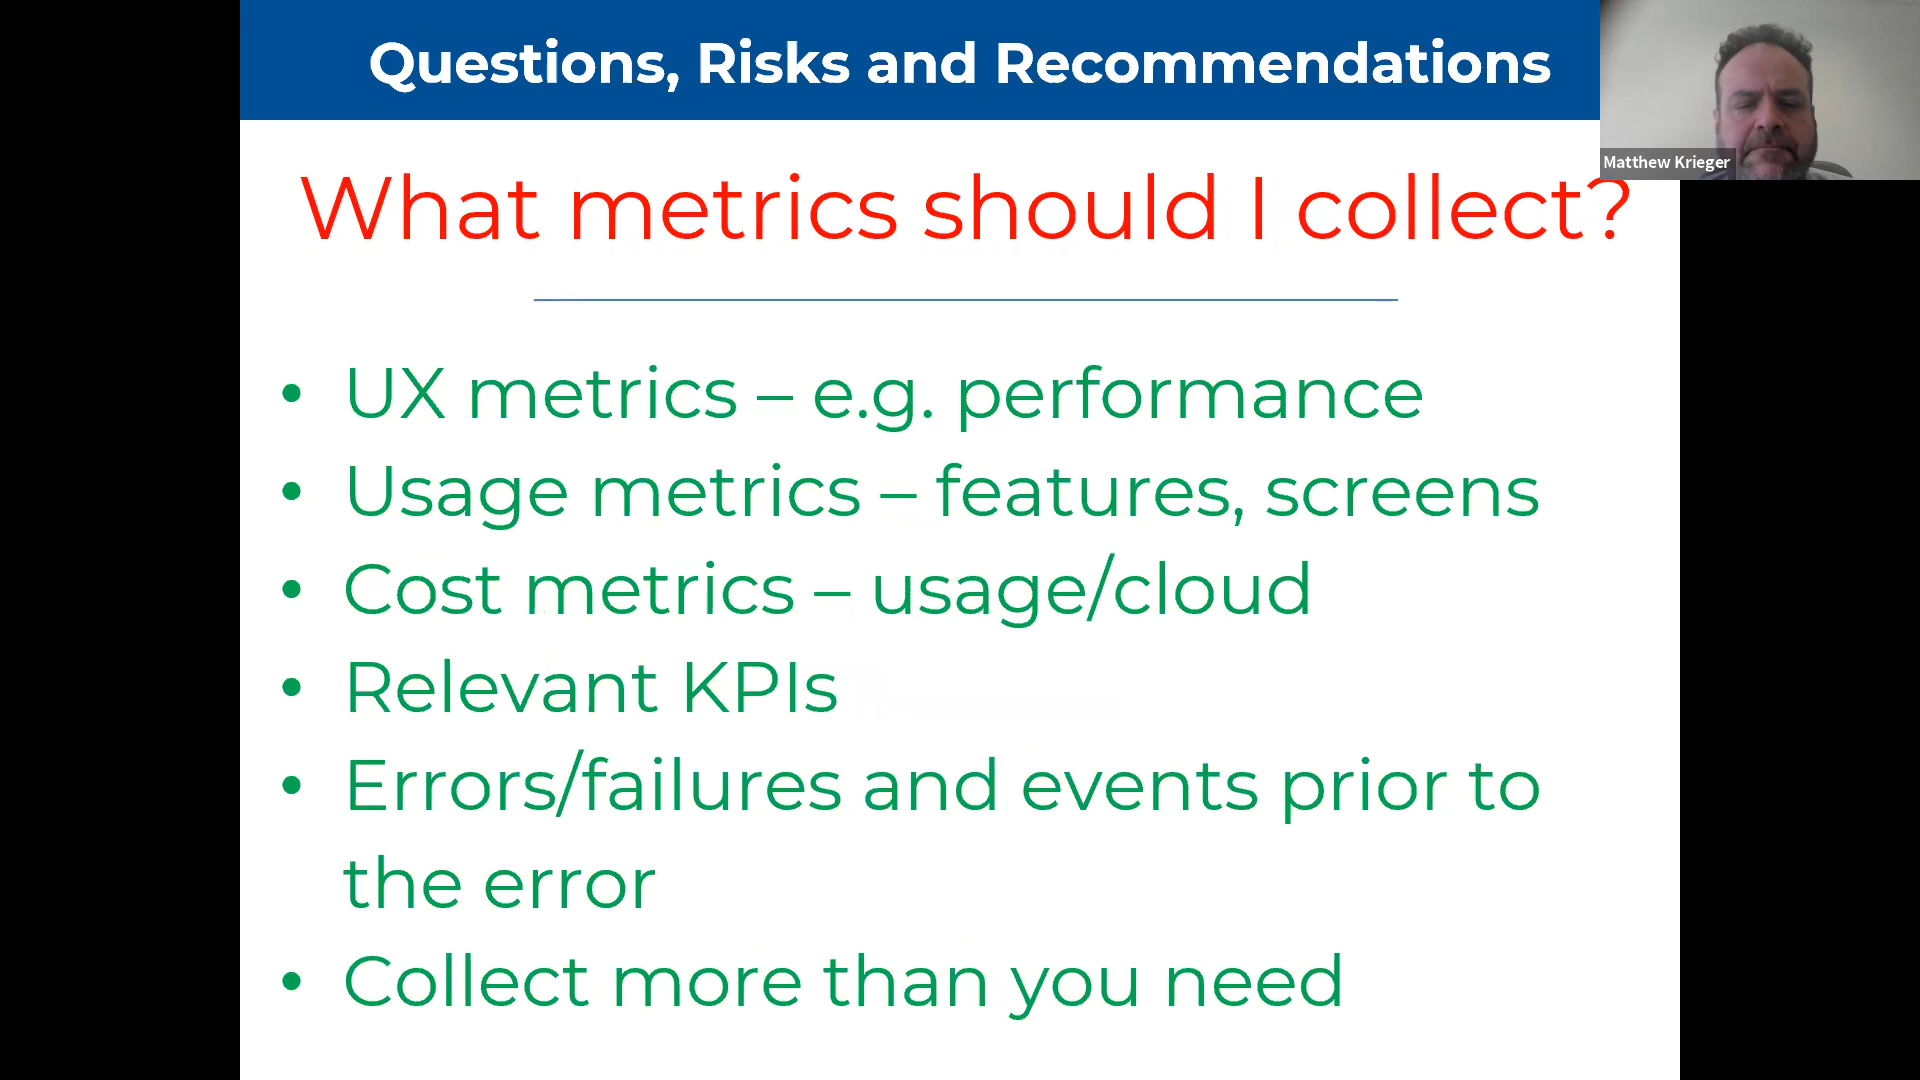 Questions, Risks and Recommendations
Matthew Krieger
What metrics should I collect?
• UX metrics – e.g. performance
• Usage metrics – features, screens
• Cost metrics – usage/cloud
• Relevant KPIs
• Errors/failures and events prior to
the error
• Collect more than you need